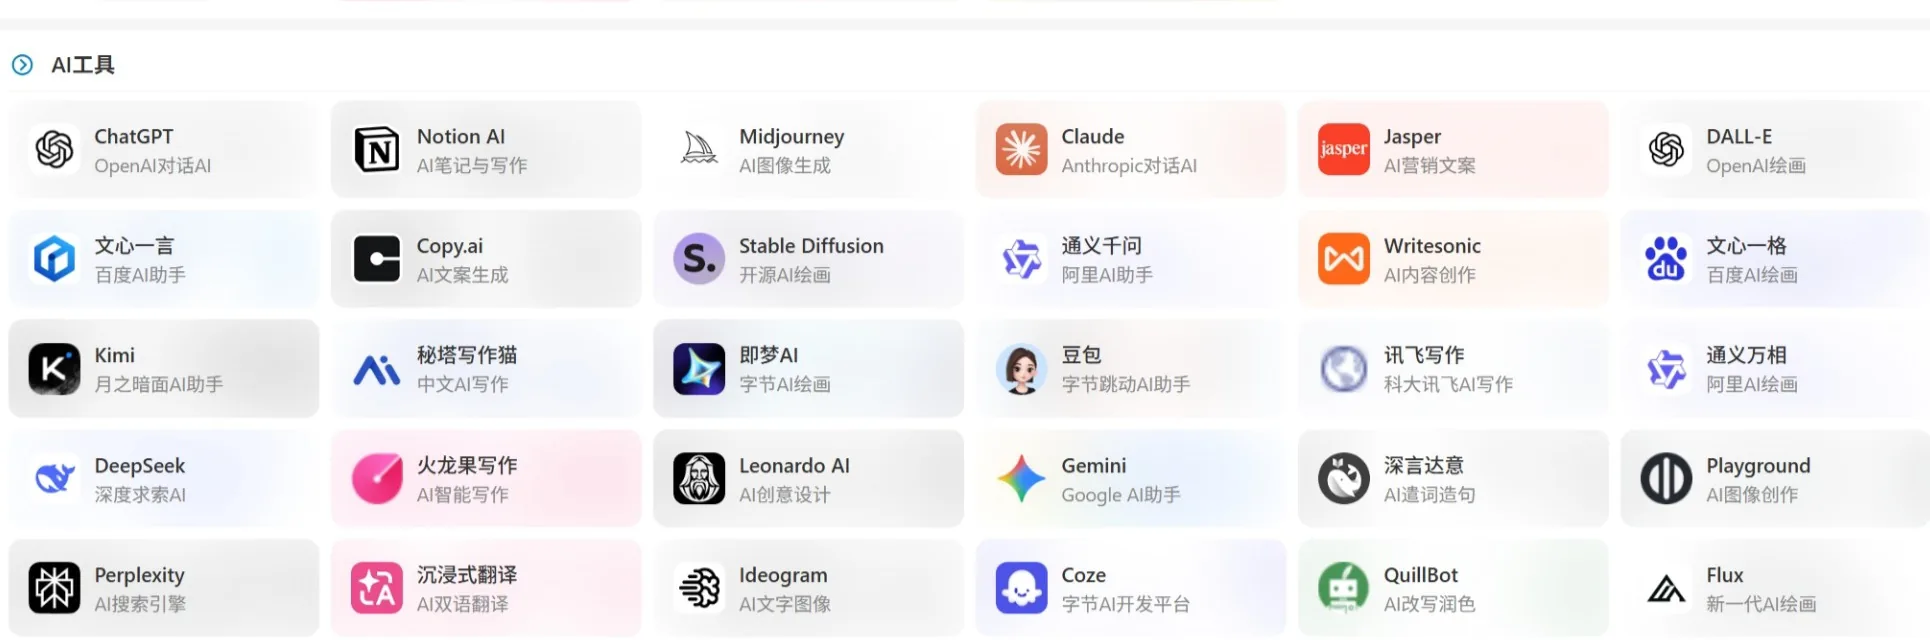 AI工具
ChatGPT
OpenAI对话AI
Notion AI
AI笔记与写作
Midjourney
AI图像生成
Claude
Anthropic对话AI
jasper
Jasper
AI营销文案
DALL-E
OpenAI绘画
文心一言
百度AI助手
Copy.ai
AI文案生成
S.
Stable Diffusion
开源AI绘画
通义千问
阿里AI助手
Writesonic
AI内容创作
du
文心一格
百度AI绘画
K
Kimi
月之暗面AI助手
秘塔写作猫
中文AI写作
即梦AI
字节AI绘画
豆包
字节跳动AI助手
讯飞写作
科大讯飞AI写作
通义万相
阿里AI绘画
DeepSeek
深度求索AI
火龙果写作
AI智能写作
Leonardo AI
AI创意设计
Gemini
Google AI助手
深言达意
AI遣词造句
Playground
AI图像创作
Perplexity
AI搜索引擎
沉浸式翻译
AI双语翻译
Ideogram
AI文字图像
Coze
字节AI开发平台
QuillBot
AI改写润色
Flux
新一代AI绘画